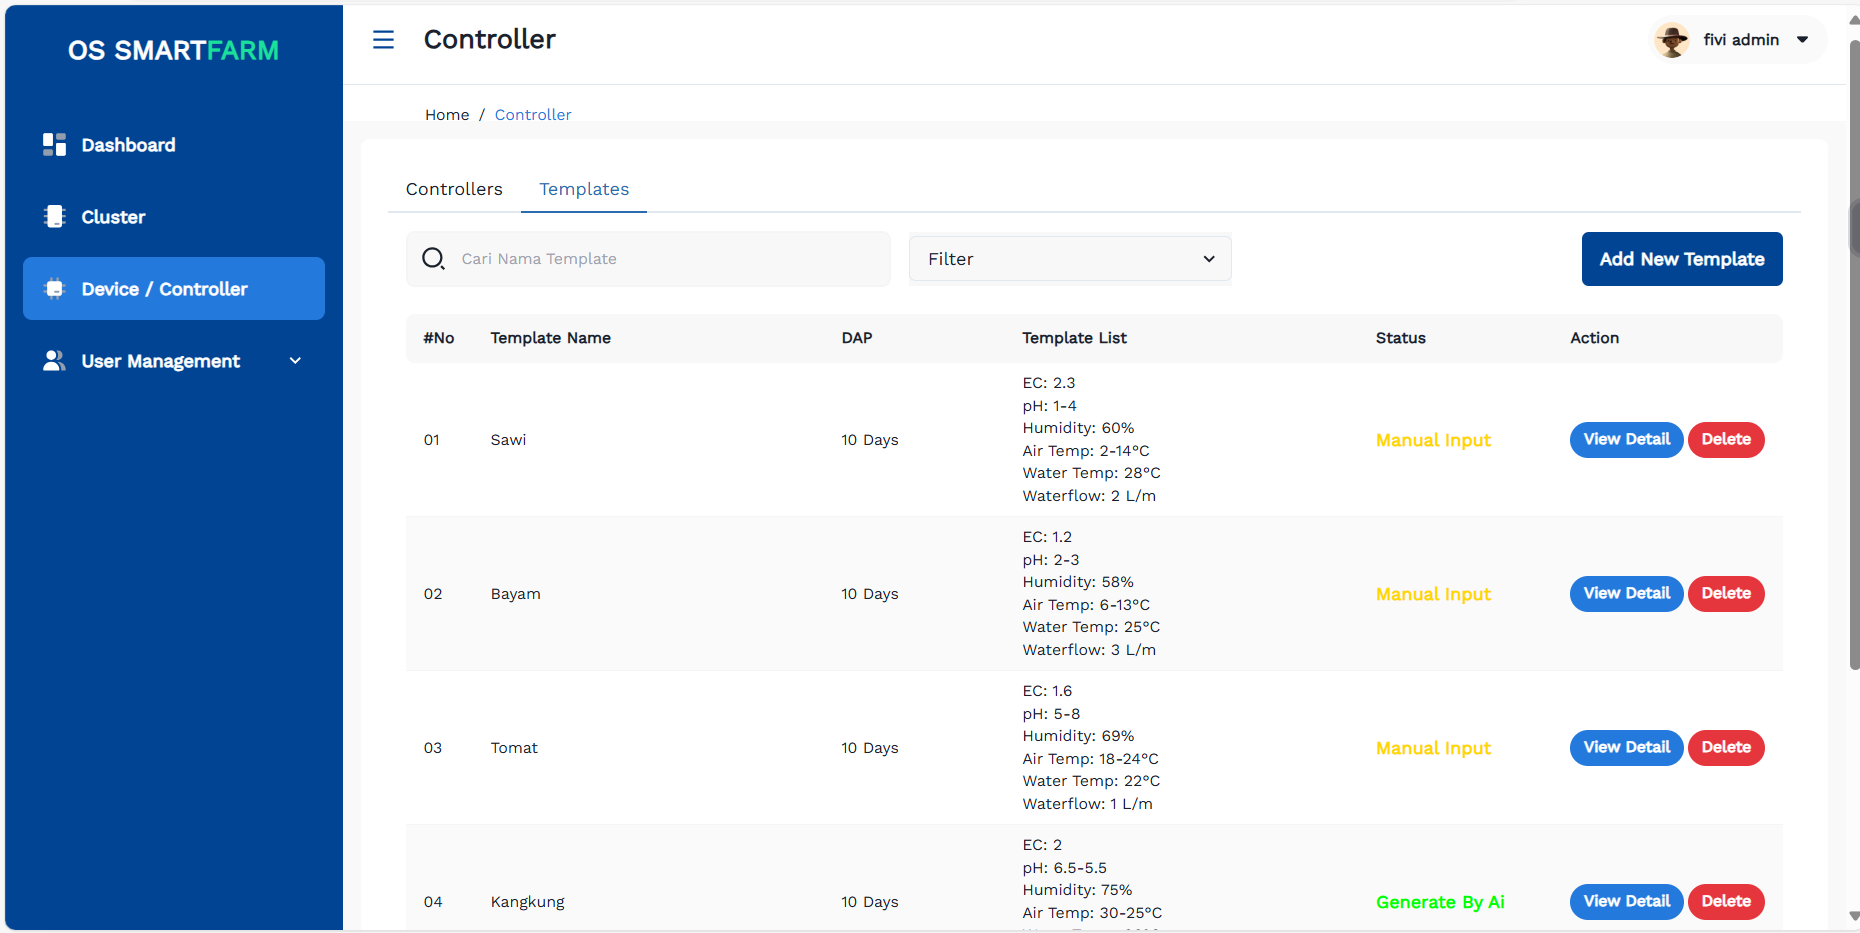 OS SMARTFARM
Controller
fivi admin
Home / Controller
Dashboard
Cluster
Device / Controller
User Management
Controllers Templates
Cari Nama Template
Filter
Add New Template
#No Template Name DAP Template List Status Action
EC: 2.3
pH: 1-4
Humidity: 60%
01 Sawi 10 Days Manual Input View Detail Delete
Air Temp: 2-14°C
Water Temp: 28°C
Waterflow: 2 L/m
EC: 1.2
pH: 2-3
Humidity: 58%
02 Bayam 10 Days Manual Input View Detail Delete
Air Temp: 6-13°C
Water Temp: 25°C
Waterflow: 3 L/m
EC: 1.6
pH: 5-8
Humidity: 69%
03 Tomat 10 Days Manual Input View Detail Delete
Air Temp: 18-24°C
Water Temp: 22°C
Waterflow: 1 L/m
EC: 2
pH: 6.5-5.5
Humidity: 75%
04 Kangkung 10 Days Generate By Ai View Detail Delete
Air Temp: 30-25°C